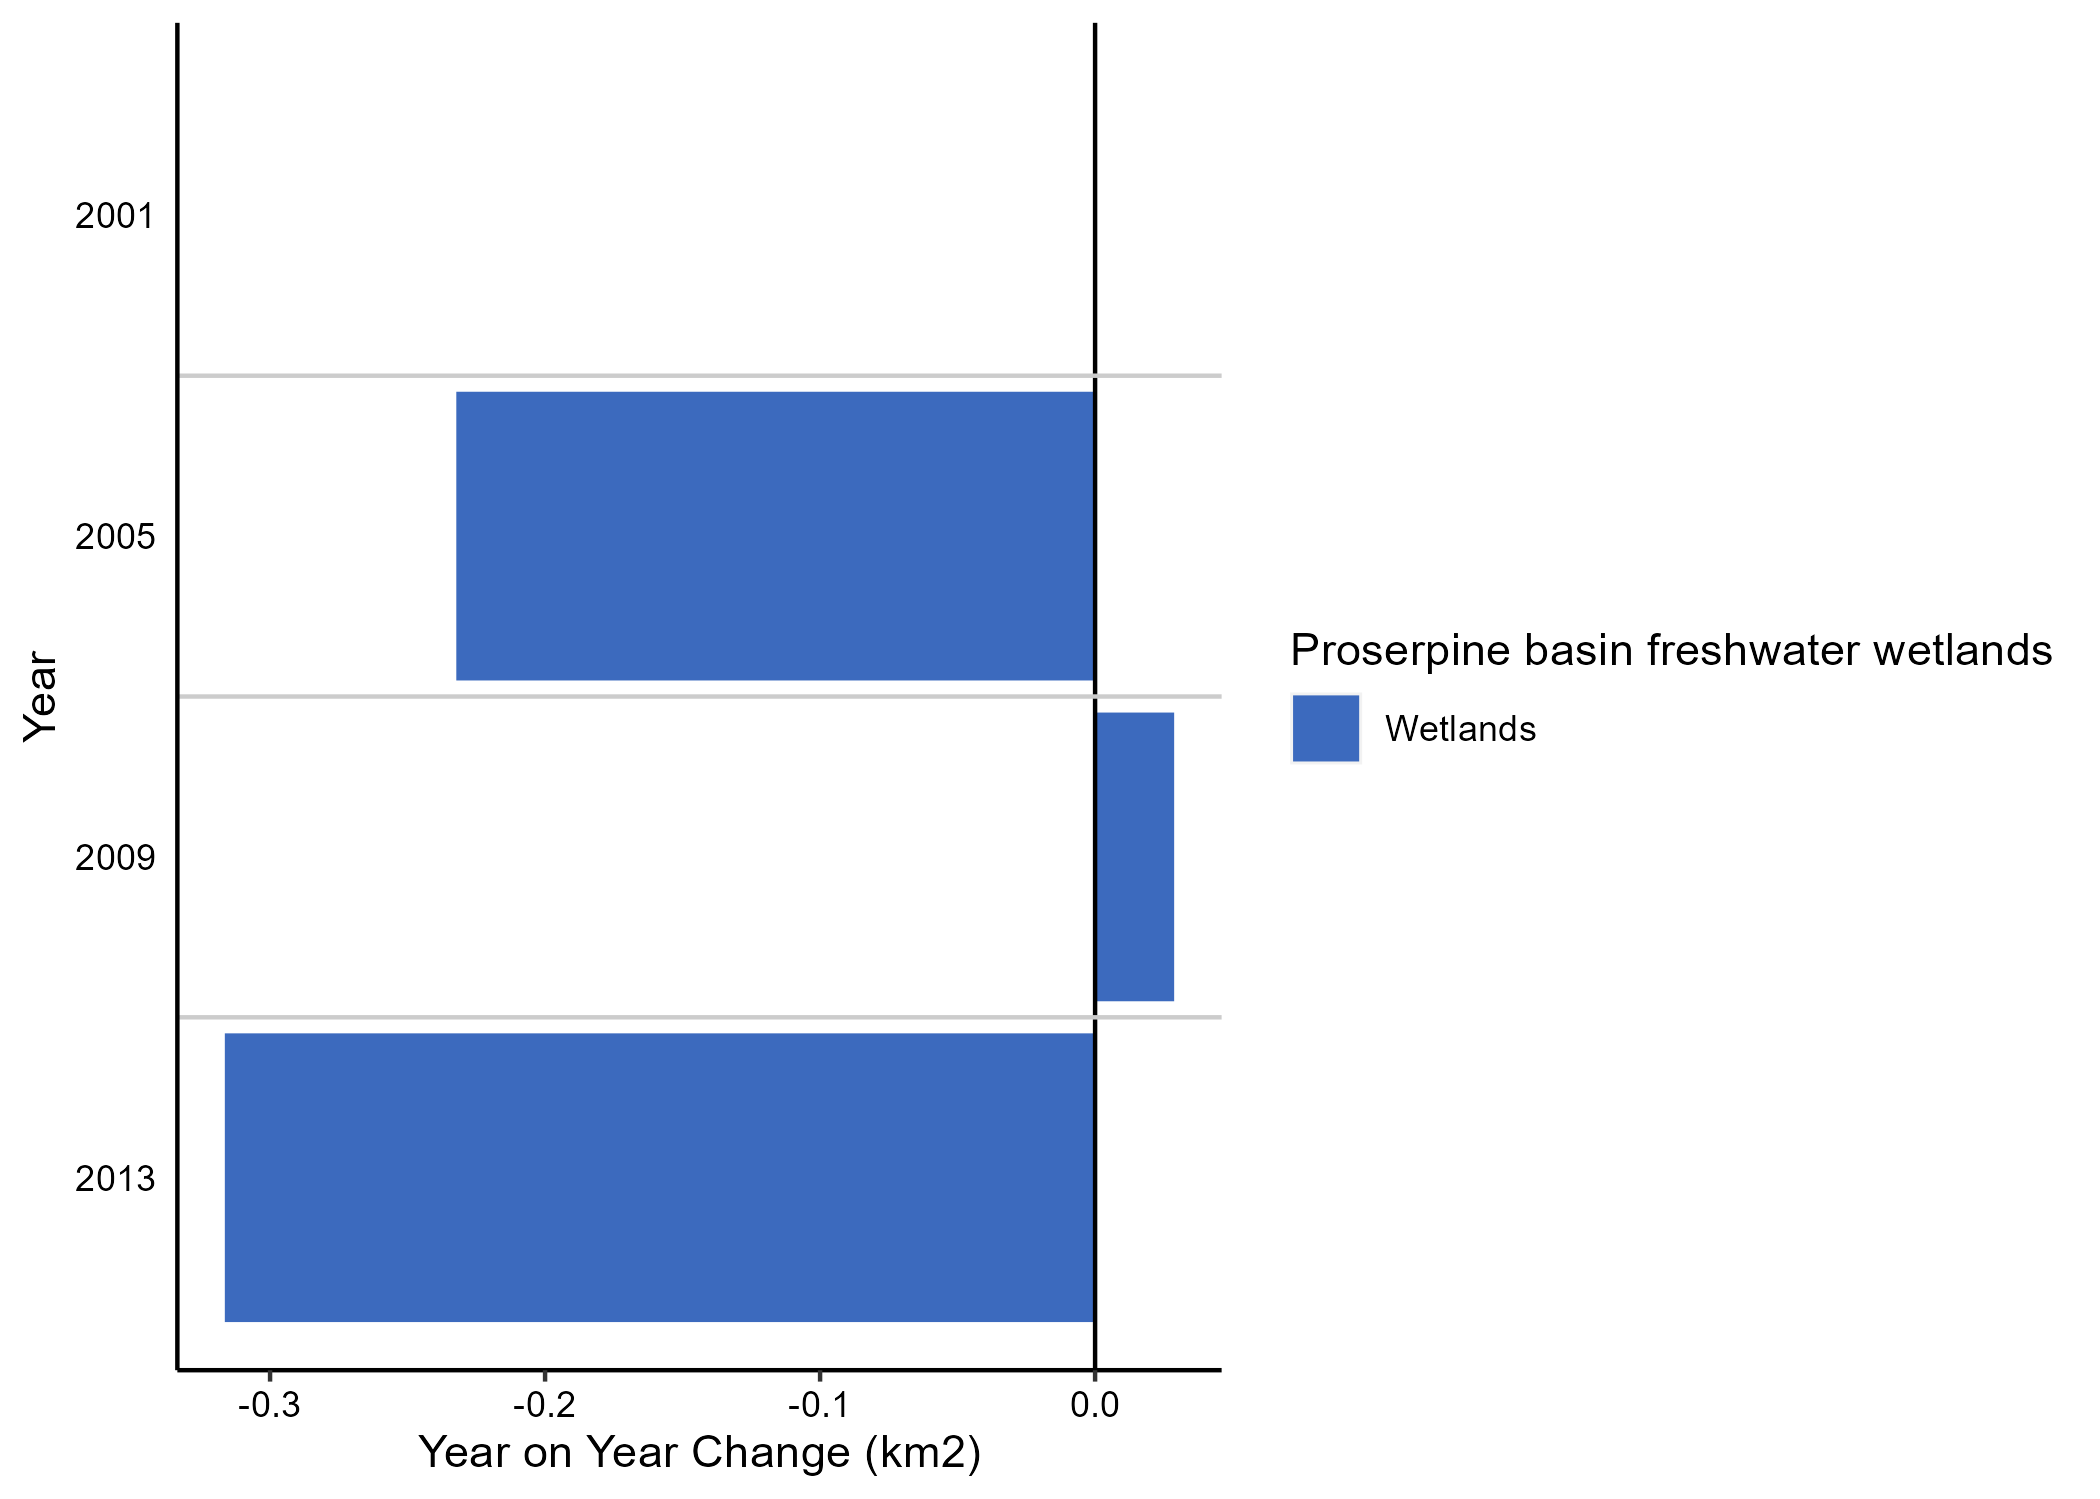 Year
2001
2005
2009
2013
-0.3 -0.2 -0.1 0.0
Year on Year Change (km2)
Proserpine basin freshwater wetlands
Wetlands